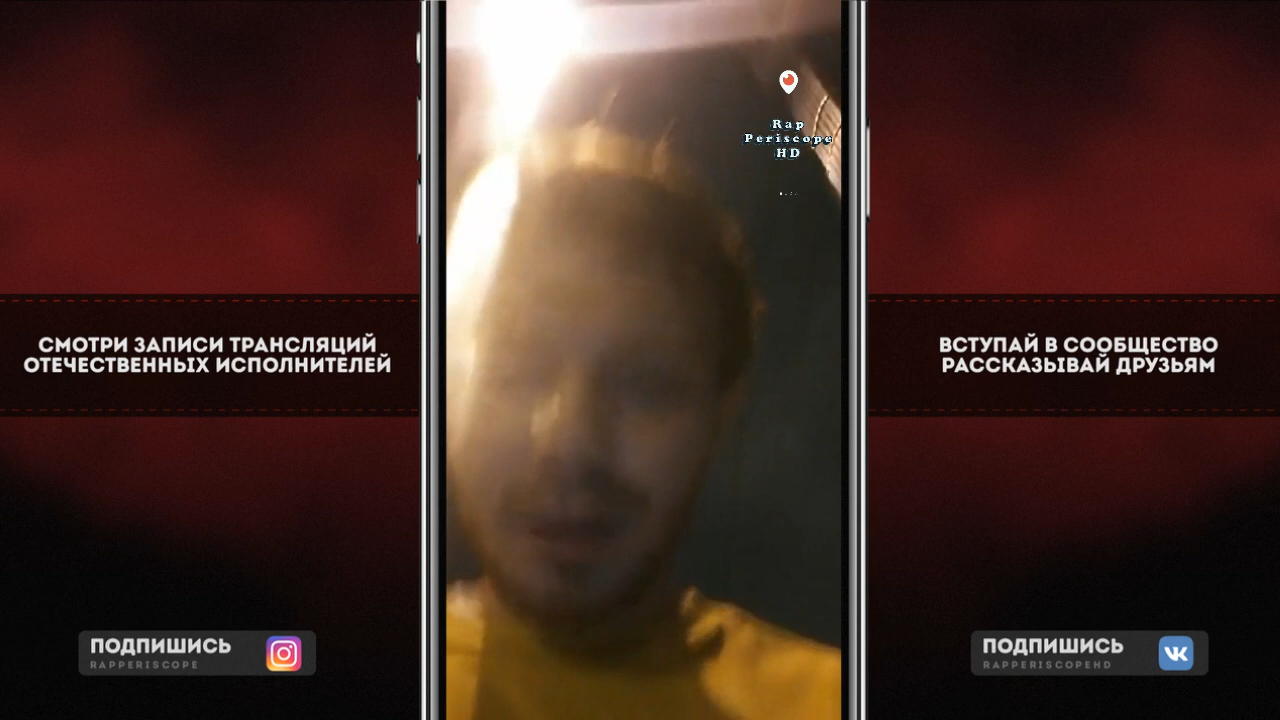 Rap
Periscope
HD
СМОТРИ ЗАПИСИ ТРАНСЛЯЦИЙ
ОТЕЧЕСТВЕННЫХ ИСПОЛНИТЕЛЕЙ
ВСТУПАЙ В СООБЩЕСТВО
РАССКАЗЫВАЙ ДРУЗЬЯМ
ПОДПИШИСЬ
RAPPERISCOPE
ПОДПИШИСЬ
RAPPERISCOPEHD